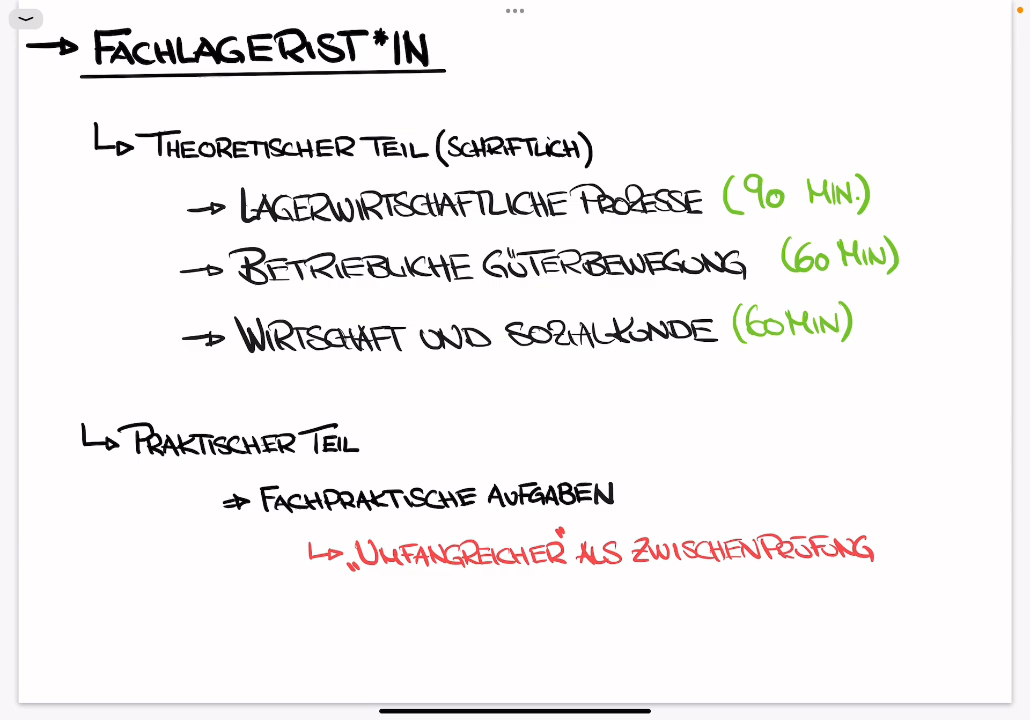 → FACHLAGERIST*IN
↳ THEORETISCHER TEIL (SCHRIFTLICH)
→ LAGERWIRTSCHAFTLICHE PROZESSE (90 MIN.)
→ BETRIEBLICHE GÜTERBEWEGUNG (60 MIN)
→ WIRTSCHAFT UND SOZIALKUNDE (60 MIN)
↳ PRAKTISCHER TEIL
⇒ FACHPRAKTISCHE AUFGABEN
↳ „UMFANGREICHER" ALS ZWISCHENPRÜFUNG